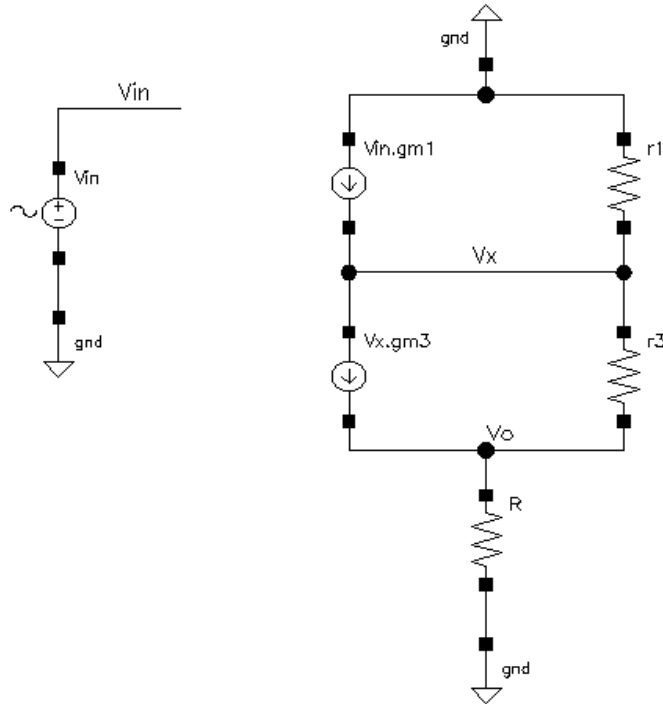 gnd
Vin
Vin.gm1
r1
Vin
+
−
Vx
gnd
Vx.gm3
r3
Vo
R
gnd